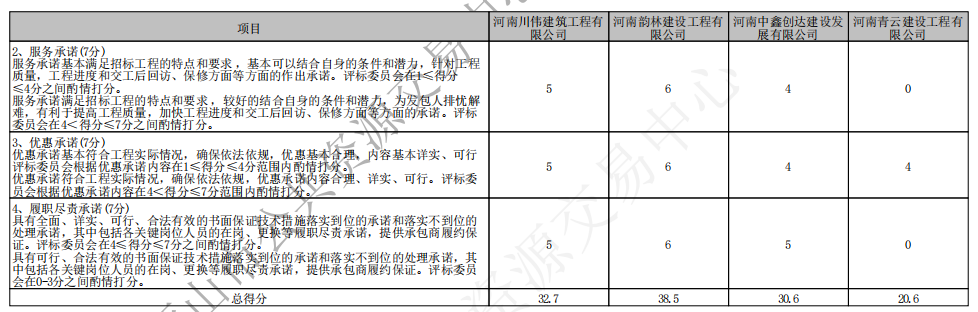 项目
河南川伟建筑工程有
限公司
河南韵林建设工程有
限公司
河南中鑫创达建设发
展有限公司
河南青云建设工程有
限公司
2、服务承诺(7分)
服务承诺基本满足招标工程的特点和要求，基本可以结合自身的条件和潜力，针对工程
质量，工程进度和交工后回访、保修方面等方面的作出承诺。评标委员会在1≤得分
≤4分之间酌情打分。
服务承诺满足招标工程的特点和要求，较好的结合自身的条件和潜力，为发包人排忧解
难，有利于提高工程质量，加快工程进度和交工后回访、保修方面等方面的承诺。评标
委员会在4＜得分≤7分之间酌情打分。
5
6
4
0
3、优惠承诺(7分)
优惠承诺基本符合工程实际情况，确保依法依规，优惠基本合理，内容基本详实、可行
评标委员会根据优惠承诺内容在1≤得分≤4分范围内酌情打分。
优惠承诺符合工程实际情况，确保依法依规，优惠承诺内容合理、详实、可行。评标委
员会根据优惠承诺内容在4＜得分≤7分范围内酌情打分。
5
6
4
4
4、履职尽责承诺(7分)
具有全面、详实、可行、合法有效的书面保证技术措施落实到位的承诺和落实不到位的
处理承诺，其中包括各关键岗位人员的在岗、更换等履职尽责承诺，提供承包商履约保
证。评标委员会在4≤得分≤7分之间酌情打分。
具有可行、合法有效的书面保证技术措施落实到位的承诺和落实不到位的处理承诺，其
中包括各关键岗位人员的在岗、更换等履职尽责承诺，提供承包商履约保证。评标委员
会在0-3分之间酌情打分。
5
6
5
0
总得分
32.7
38.5
30.6
20.6
山市公共资源交易中心
资源交易中心